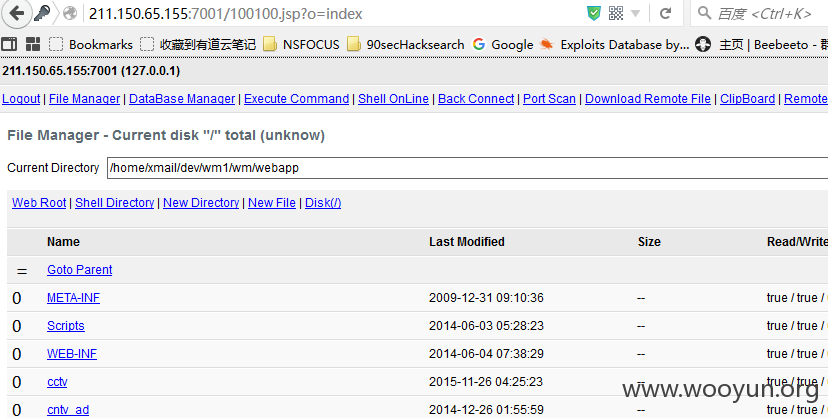 211.150.65.155:7001/100100.jsp?o=index
百度 <Ctrl+K>
Bookmarks 收藏到有道云笔记 NSFOCUS 90secHacksearch Google Exploits Database by... 主页 | Beebeeto -
211.150.65.155:7001 (127.0.0.1)
Logout | File Manager | DataBase Manager | Execute Command | Shell OnLine | Back Connect | Port Scan | Download Remote File | ClipBoard | Remote
File Manager - Current disk "/" total (unknow)
Current Directory /home/xmail/dev/wm1/wm/webapp
Web Root | Shell Directory | New Directory | New File | Disk(/)
Name Last Modified Size Read/Write
= Goto Parent
0 META-INF 2009-12-31 09:10:36 -- true / true /
0 Scripts 2014-06-03 05:28:23 -- true / true /
0 WEB-INF 2014-06-04 07:38:29 -- true / true /
0 cctv 2015-11-26 04:25:23 -- true / true /
0 cntv_ad 2014-12-26 01:55:59 -- true / true /
www.wooyun.org